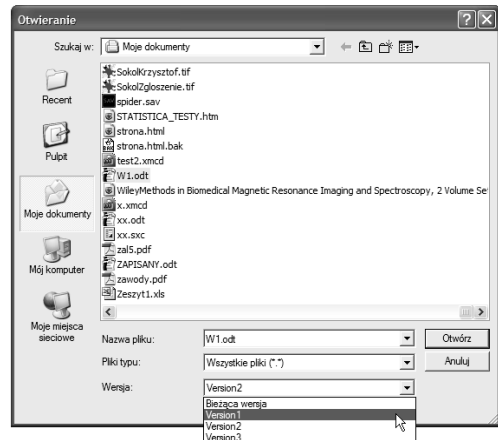 Otwieranie
Szukaj w:
Moje dokumenty
Recent
Pulpit
Moje dokumenty
Mój komputer
Moje miejsca
sieciowe
SokolKrzysztof.tif
SokolZgloszenie.tif
spider.sav
STATISTICA_TESTY.htm
strona.html
strona.html.bak
test2.xmcd
W1.odt
WileyMethods in Biomedical Magnetic Resonance Imaging and Spectroscopy, 2 Volume Se
x.xmcd
xx.odt
xx.sxc
zal5.pdf
ZAPISANY.odt
zawody.pdf
Zeszyt1.xls
Nazwa pliku:
W1.odt
Otwórz
Pliki typu:
Wszystkie pliki (*.*)
Anuluj
Wersja:
Version2
Bieżąca wersja
Version1
Version2
Version3